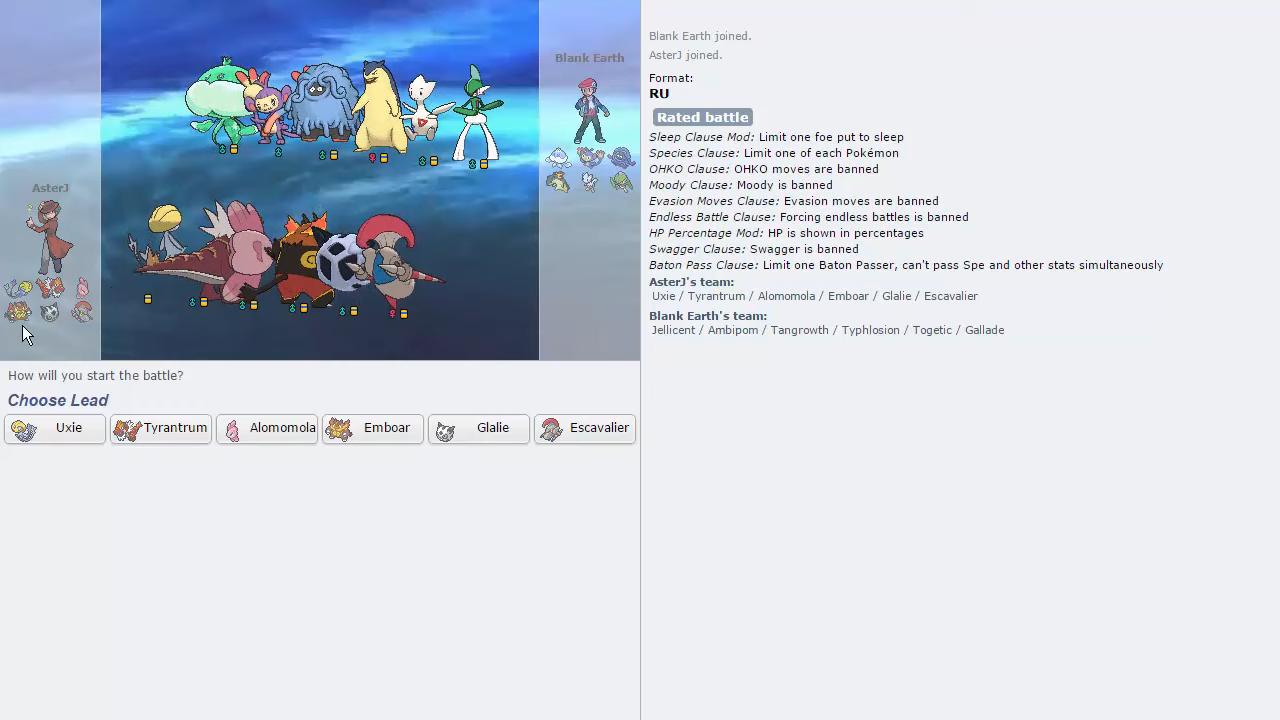 Blank Earth
AsterJ
Blank Earth joined.
AsterJ joined.
Format:
RU
Rated battle
Sleep Clause Mod: Limit one foe put to sleep
Species Clause: Limit one of each Pokémon
OHKO Clause: OHKO moves are banned
Moody Clause: Moody is banned
Evasion Moves Clause: Evasion moves are banned
Endless Battle Clause: Forcing endless battles is banned
HP Percentage Mod: HP is shown in percentages
Swagger Clause: Swagger is banned
Baton Pass Clause: Limit one Baton Passer, can't pass Spe and other stats simultaneously
AsterJ's team:
Uxie / Tyrantrum / Alomomola / Emboar / Glalie / Escavalier
Blank Earth's team:
Jellicent / Ambipom / Tangrowth / Typhlosion / Togetic / Gallade
How will you start the battle?
Choose Lead
Uxie
Tyrantrum
Alomomola
Emboar
Glalie
Escavalier